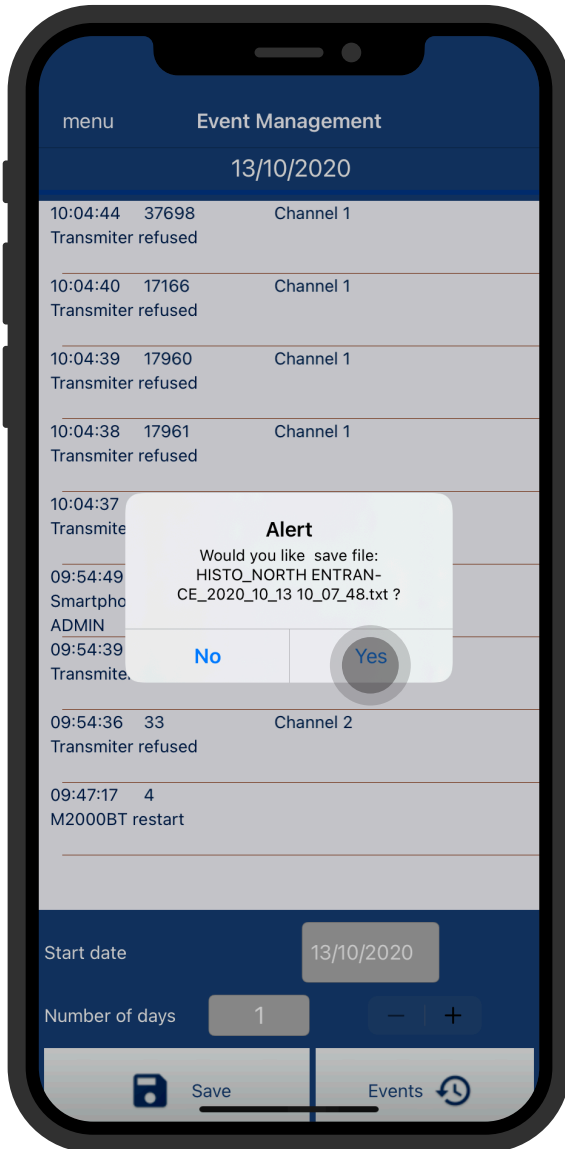 menu Event Management
13/10/2020
10:04:44 37698 Channel 1
Transmiter refused
10:04:40 17166 Channel 1
Transmiter refused
10:04:39 17960 Channel 1
Transmiter refused
10:04:38 17961 Channel 1
Transmiter refused
10:04:37
Transmite
Alert
Would you like save file:
HISTO_NORTH ENTRAN-
CE_2020_10_13 10_07_48.txt ?
No Yes
09:54:49
Smartpho
ADMIN
09:54:39
Transmite
09:54:36 33 Channel 2
Transmiter refused
09:47:17 4
M2000BT restart
Start date 13/10/2020
Number of days 1 − +
Save Events